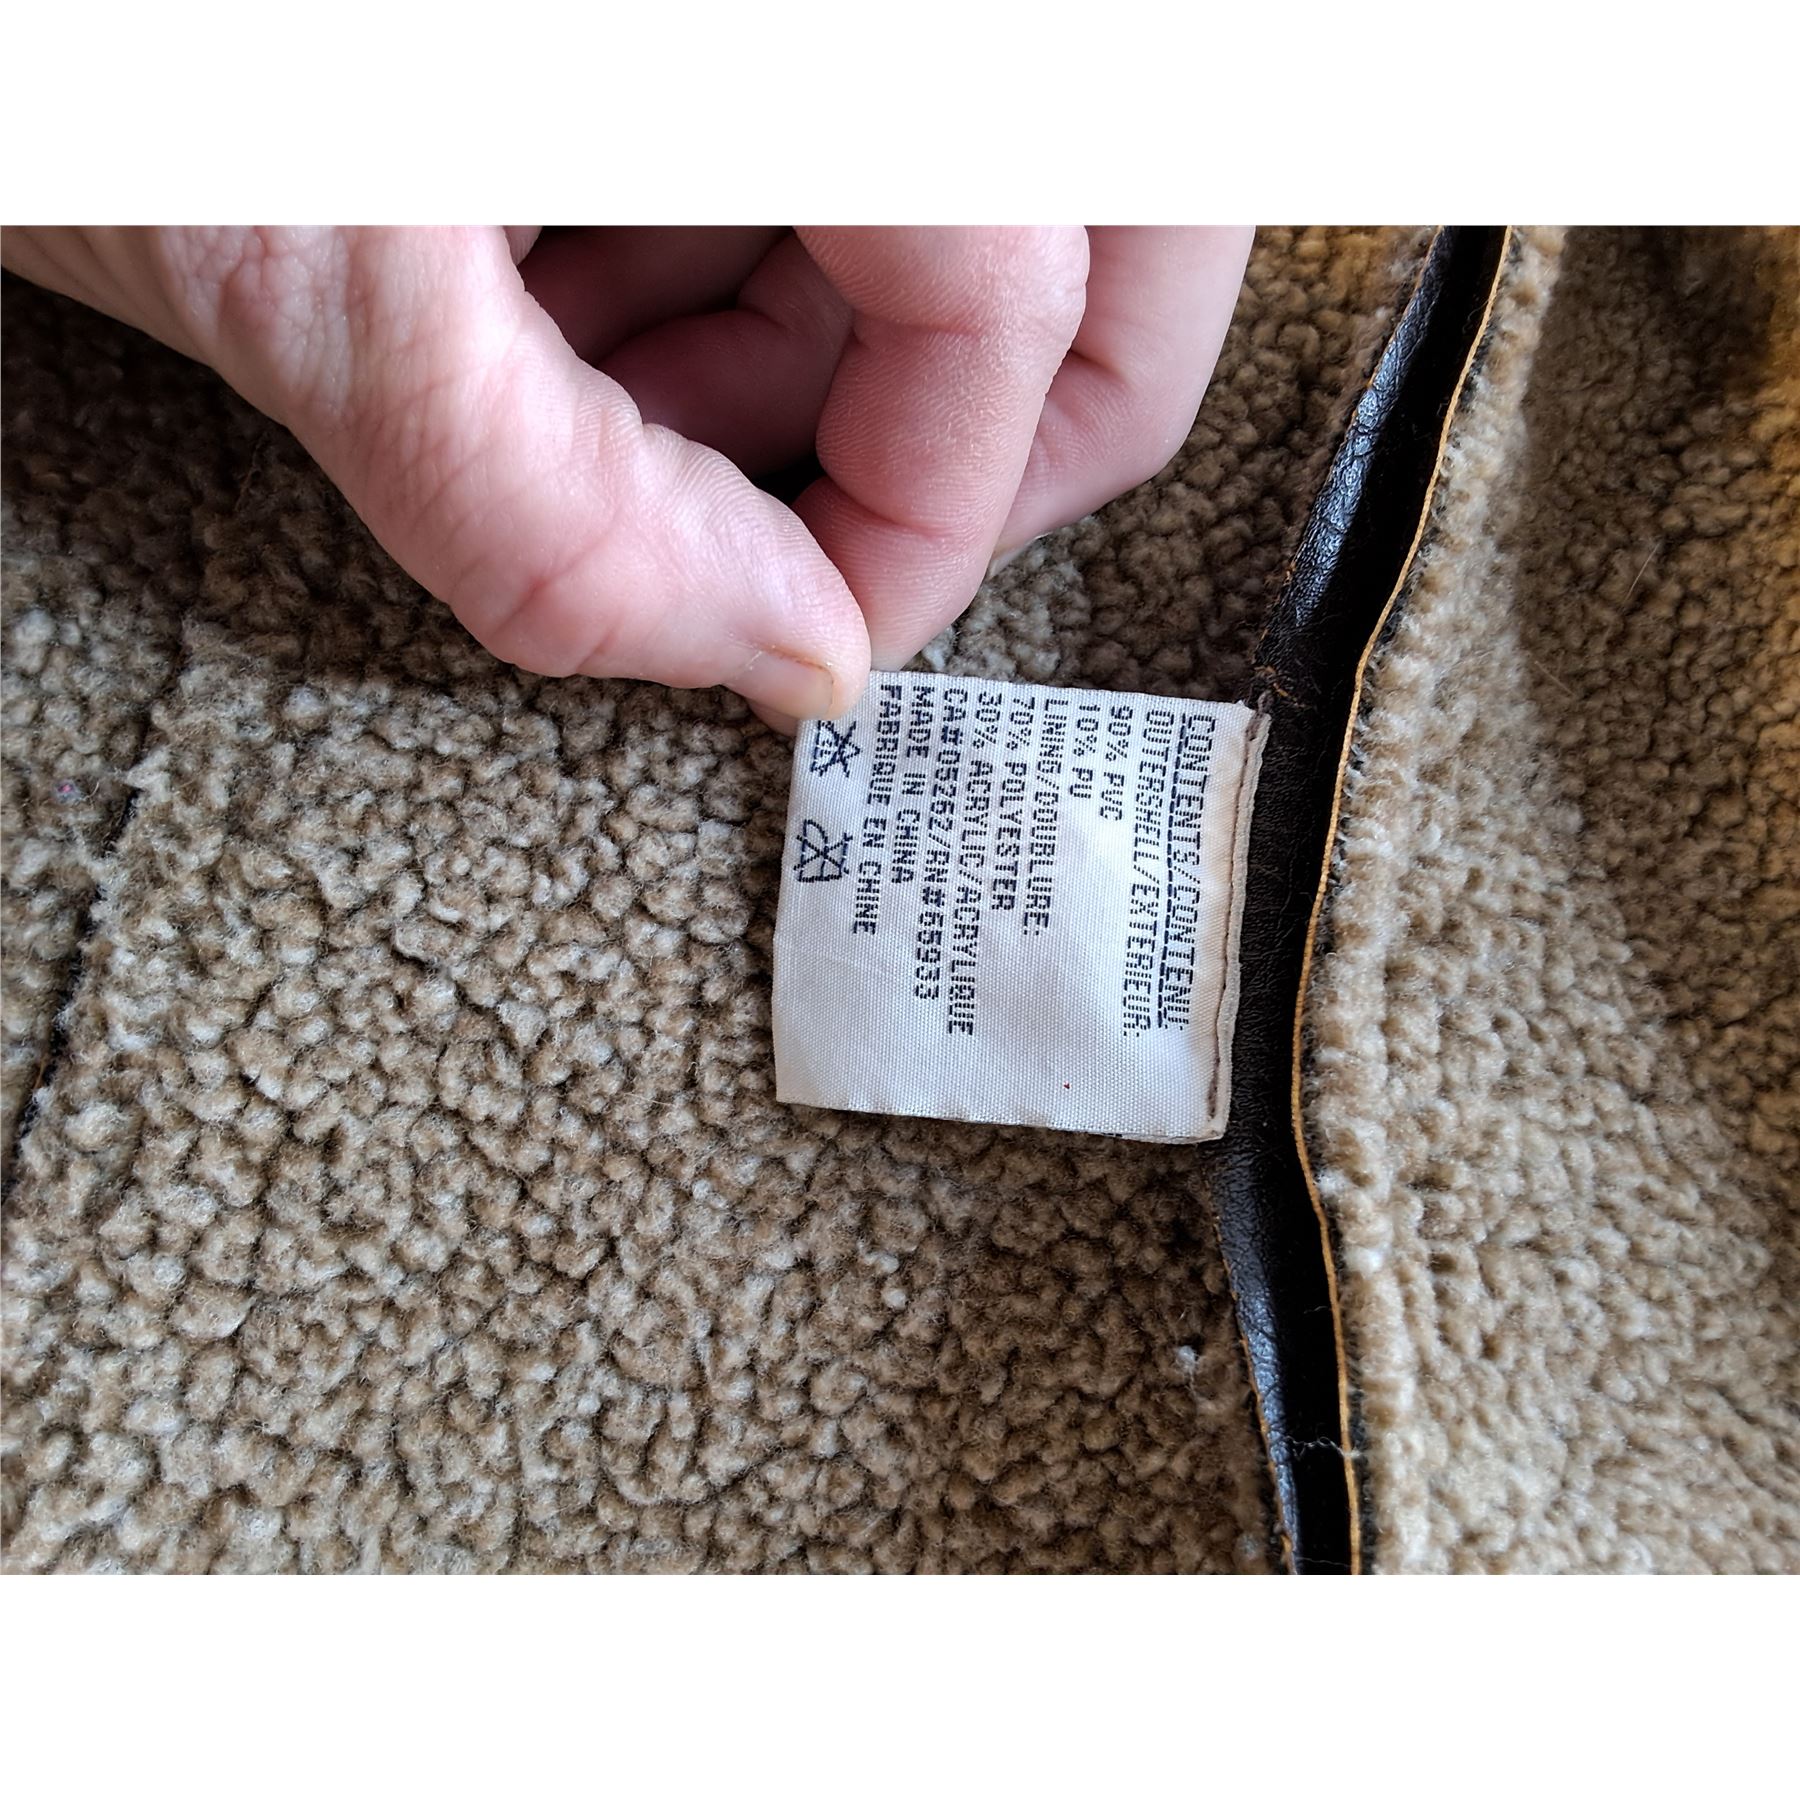 CONTENTS/CONTENU:
OUTERSHELL/EXTERIEUR:
90% PVC
10% PU
LINING/DOUBLURE:
70% POLYESTER
30% ACRYLIC/ACRYLIQUE
CA#05262/RN#65933
MADE IN CHINA
FABRIQUE EN CHINE